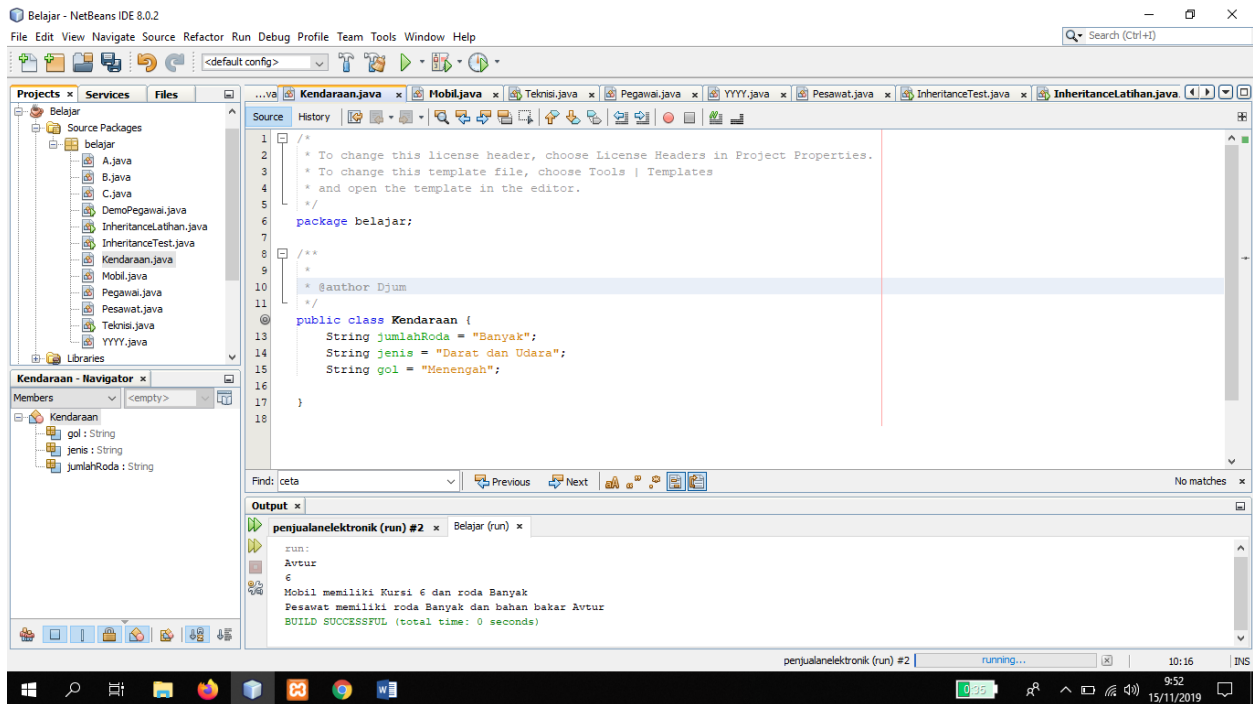 Belajar - NetBeans IDE 8.0.2
File Edit View Navigate Source Refactor Run Debug Profile Team Tools Window Help
Search (Ctrl+I)
<default config>
Projects Services Files
...va Kendaraan.java Mobil.java Teknisi.java Pegawai.java YYYY.java Pesawat.java InheritanceTest.java InheritanceLatihan.java
Source History
Belajar
Source Packages
belajar
A.java
B.java
C.java
DemoPegawai.java
InheritanceLatihan.java
InheritanceTest.java
Kendaraan.java
Mobil.java
Pegawai.java
Pesawat.java
Teknisi.java
YYYY.java
Libraries
1 /*
2 * To change this license header, choose License Headers in Project Properties.
3 * To change this template file, choose Tools | Templates
4 * and open the template in the editor.
5 */
6 package belajar;
7
8 /**
9 *
10 * @author Djum
11 */
public class Kendaraan {
13 String jumlahRoda = "Banyak";
14 String jenis = "Darat dan Udara";
15 String gol = "Menengah";
16
17 }
18
Kendaraan - Navigator
Members <empty>
Kendaraan
gol : String
jenis : String
jumlahRoda : String
Find: ceta Previous Next No matches
Output
penjualanelektronik (run) #2 Belajar (run)
run:
Avtur
6
Mobil memiliki Kursi 6 dan roda Banyak
Pesawat memiliki roda Banyak dan bahan bakar Avtur
BUILD SUCCESSFUL (total time: 0 seconds)
penjualanelektronik (run) #2 running... 10:16 INS
0:35
9:52
15/11/2019